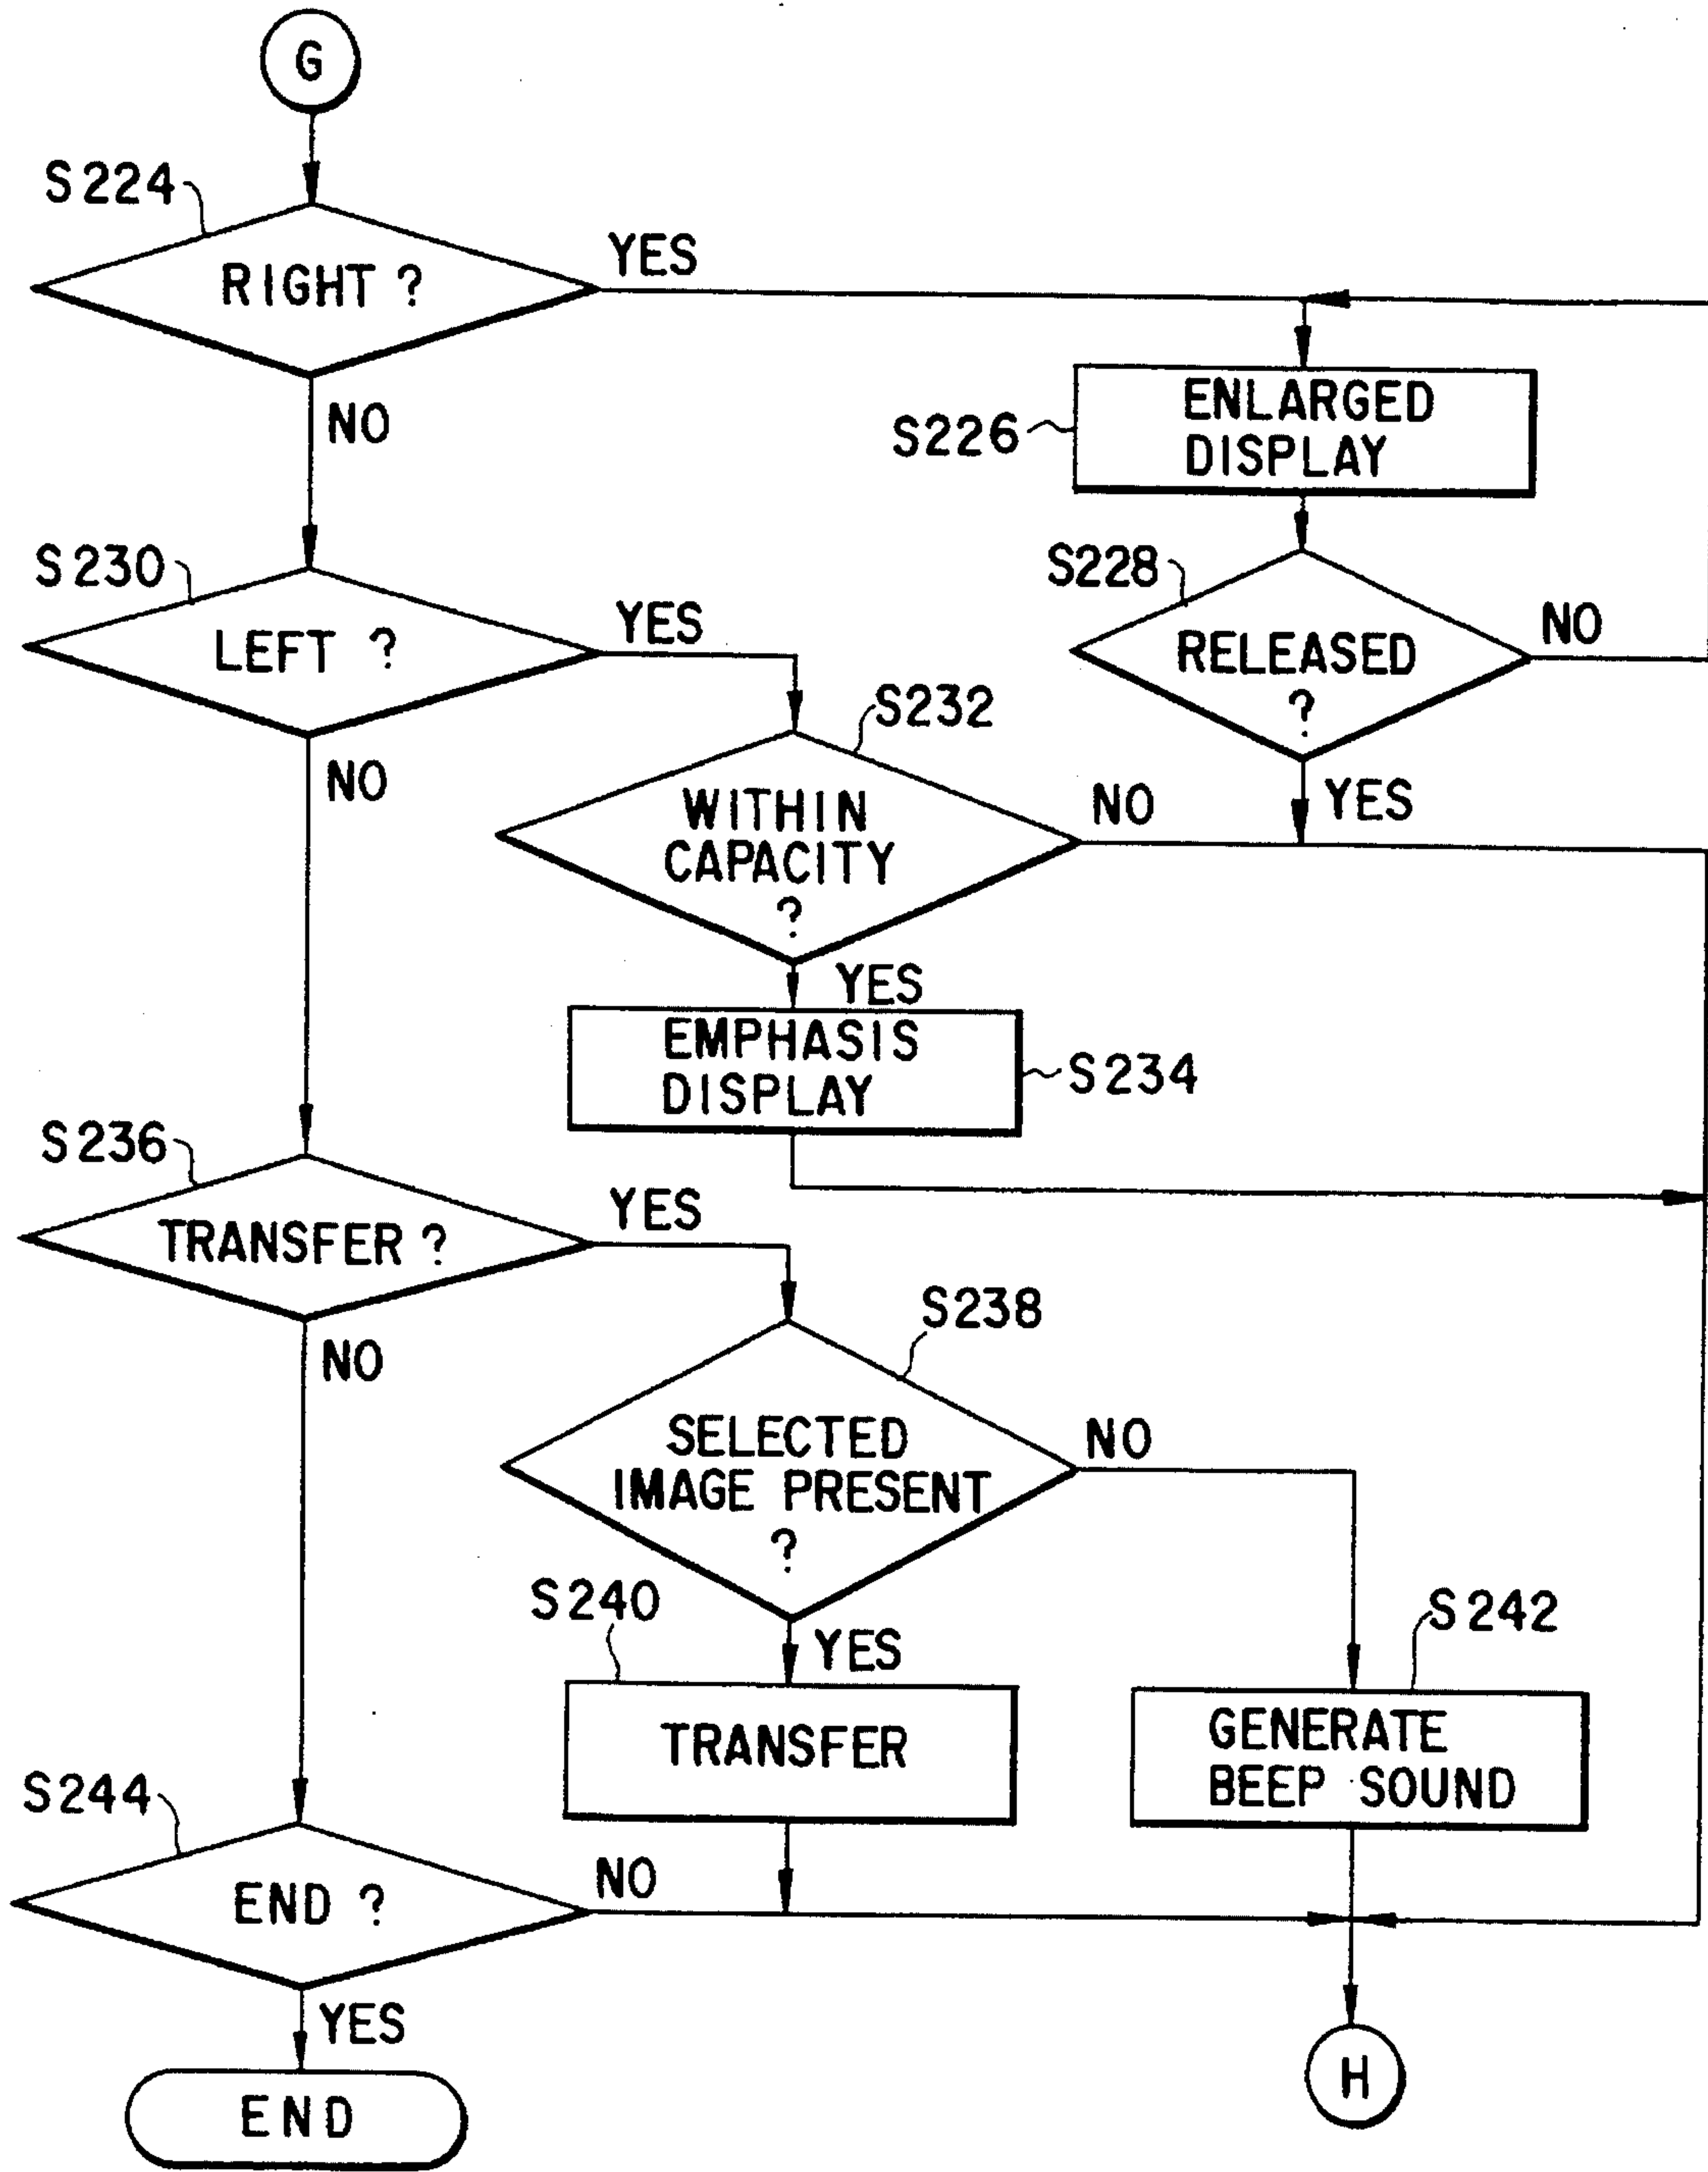 G
S224
RIGHT ?
YES
NO
S226
ENLARGED
DISPLAY
S228
RELEASED
?
NO
YES
S230
LEFT ?
YES
NO
S232
WITHIN
CAPACITY
?
NO
YES
EMPHASIS
DISPLAY
S234
S236
TRANSFER ?
YES
NO
S238
SELECTED
IMAGE PRESENT
?
NO
YES
S240
TRANSFER
S242
GENERATE
BEEP SOUND
S244
END ?
NO
YES
END
H